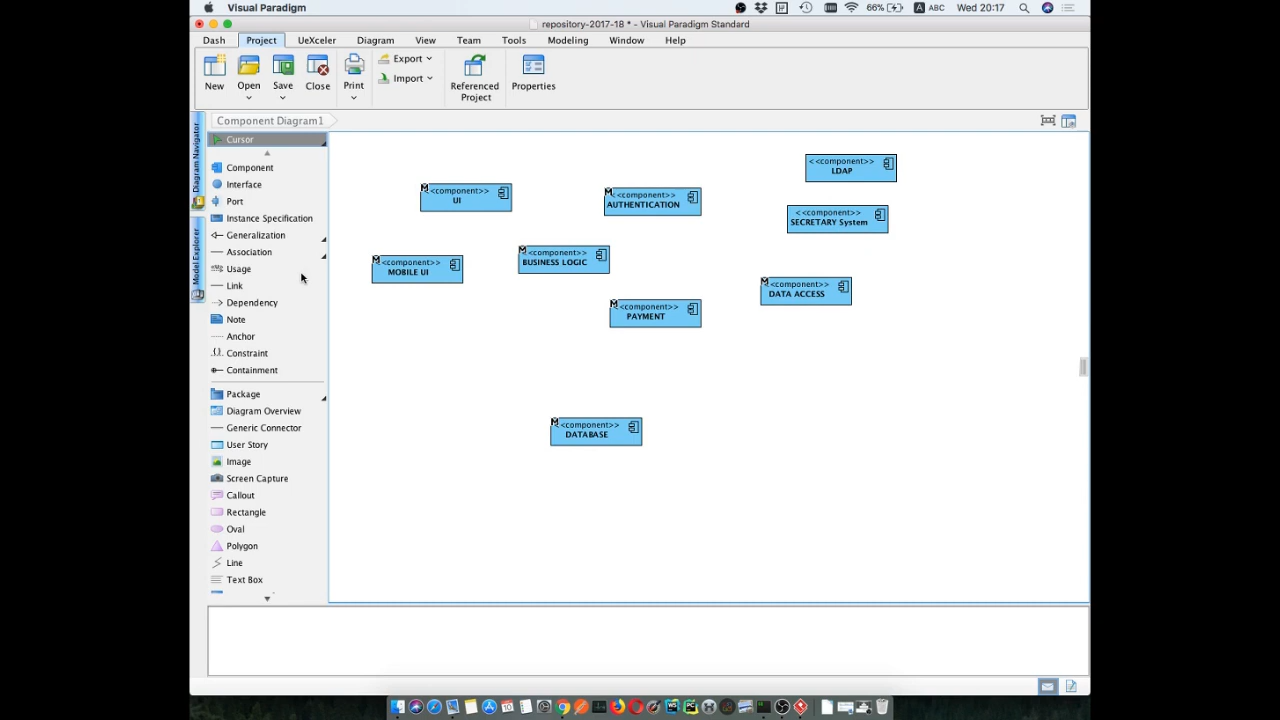 Visual Paradigm
66%
ABC
Wed 20:17
repository-2017-18 * - Visual Paradigm Standard
Dash Project UeXceler Diagram View Team Tools Modeling Window Help
New Open Save Close Print Export Import Referenced Project Properties
Component Diagram1
Diagram Navigator
Model Explorer
Cursor
Component
Interface
Port
Instance Specification
Generalization
Association
Usage
Link
Dependency
Note
Anchor
Constraint
Containment
Package
Diagram Overview
Generic Connector
User Story
Image
Screen Capture
Callout
Rectangle
Oval
Polygon
Line
Text Box
<<component>>
LDAP
<<component>>
UI
<<component>>
AUTHENTICATION
<<component>>
SECRETARY System
<<component>>
BUSINESS LOGIC
<<component>>
MOBILE UI
<<component>>
DATA ACCESS
<<component>>
PAYMENT
<<component>>
DATABASE